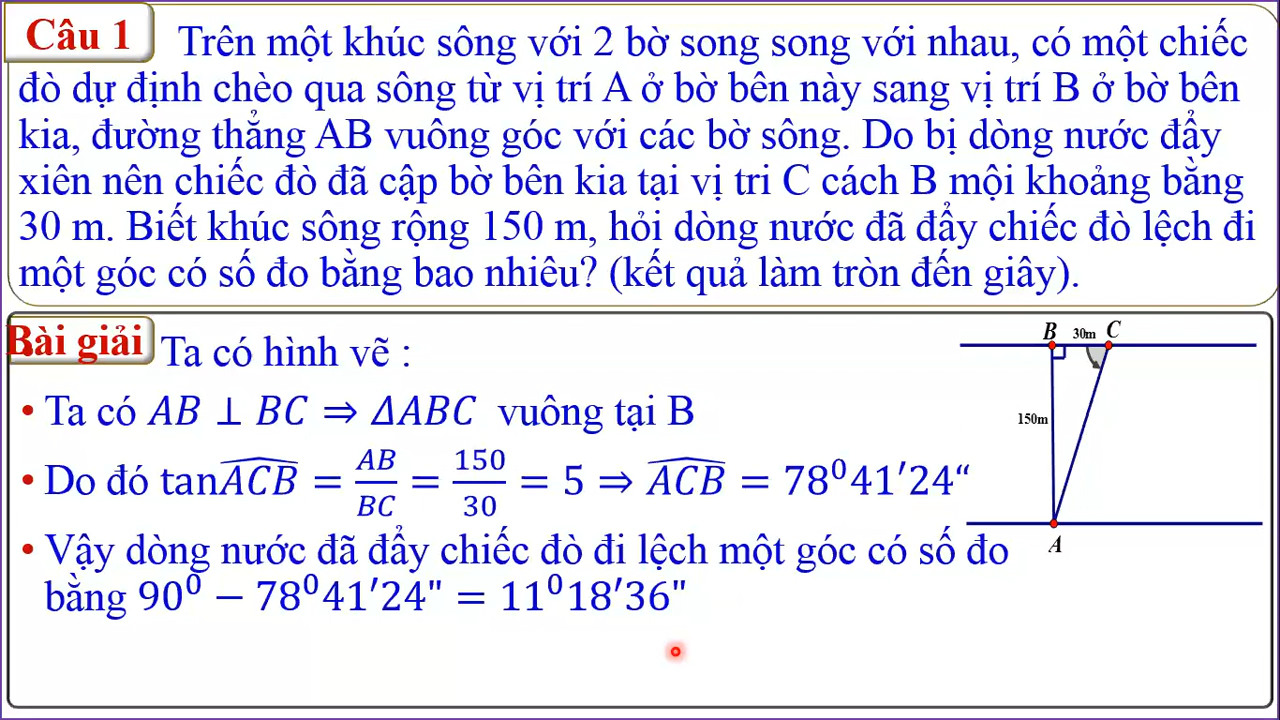 Câu 1
Trên một khúc sông với 2 bờ song song với nhau, có một chiếc
đò dự định chèo qua sông từ vị trí A ở bờ bên này sang vị trí B ở bờ bên
kia, đường thẳng AB vuông góc với các bờ sông. Do bị dòng nước đẩy
xiên nên chiếc đò đã cập bờ bên kia tại vị tri C cách B mội khoảng bằng
30 m. Biết khúc sông rộng 150 m, hỏi dòng nước đã đẩy chiếc đò lệch đi
một góc có số đo bằng bao nhiêu? (kết quả làm tròn đến giây).
Bài giải
Ta có hình vẽ :
• Ta có AB ⊥ BC ⇒ ΔABC vuông tại B
• Do đó tan\widehat{ACB} = \frac{AB}{BC} = \frac{150}{30} = 5 ⇒ \widehat{ACB} = 78⁰41′24“
• Vậy dòng nước đã đẩy chiếc đò đi lệch một góc có số đo
bằng 90⁰ − 78⁰41′24" = 11⁰18′36"
B 30m C
150m
A